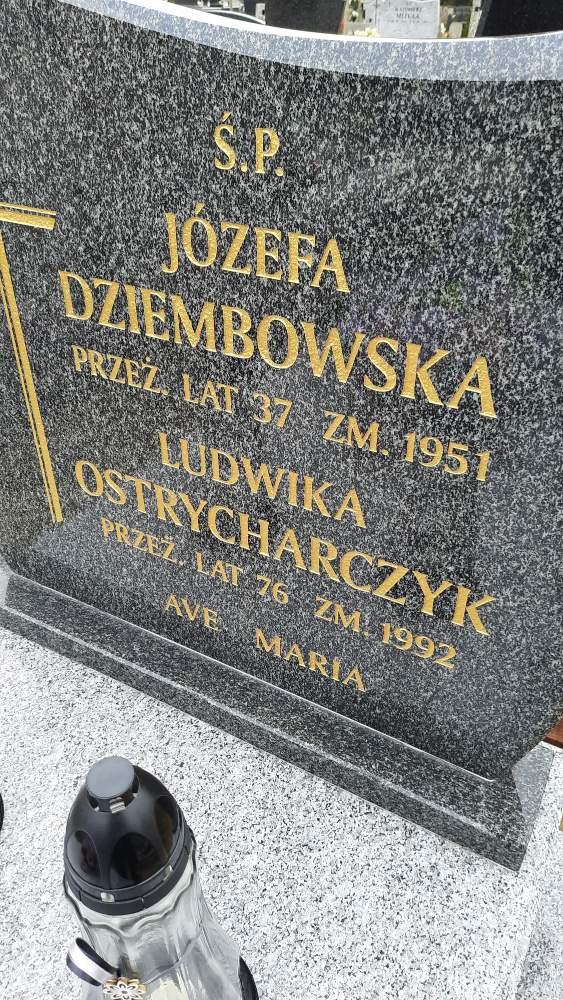 Ś.P.
JÓZEFA
DZIEMBOWSKA
PRZEŻ. LAT 37 ZM. 1951
LUDWIKA
OSTRYCHARCZYK
PRZEŻ. LAT 76 ZM. 1992
AVE MARIA